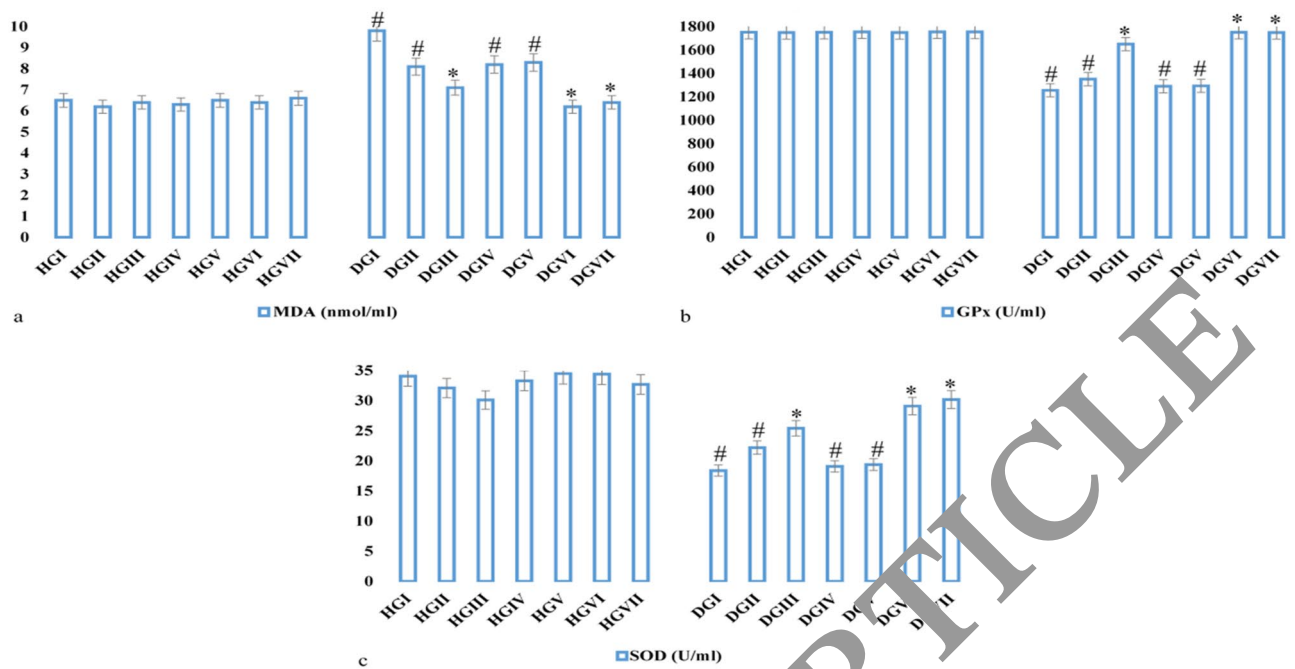 10
9
8
7
6
5
4
3
2
1
0
# # * # # * *
HGI HGII HGIII HGIV HGV HGVI HGVII DGI DGII DGIII DGIV DGV DGVI DGVII
MDA (nmol/ml)
a
1800
1600
1400
1200
1000
800
600
400
200
0
# # * # # * *
HGI HGII HGIII HGIV HGV HGVI HGVII DGI DGII DGIII DGIV DGV DGVI DGVII
GPx (U/ml)
b
35
30
25
20
15
10
5
0
# # * # # * *
HGI HGII HGIII HGIV HGV HGVI HGVII DGI DGII DGIII DGIV
SOD (U/ml)
c
TICLE